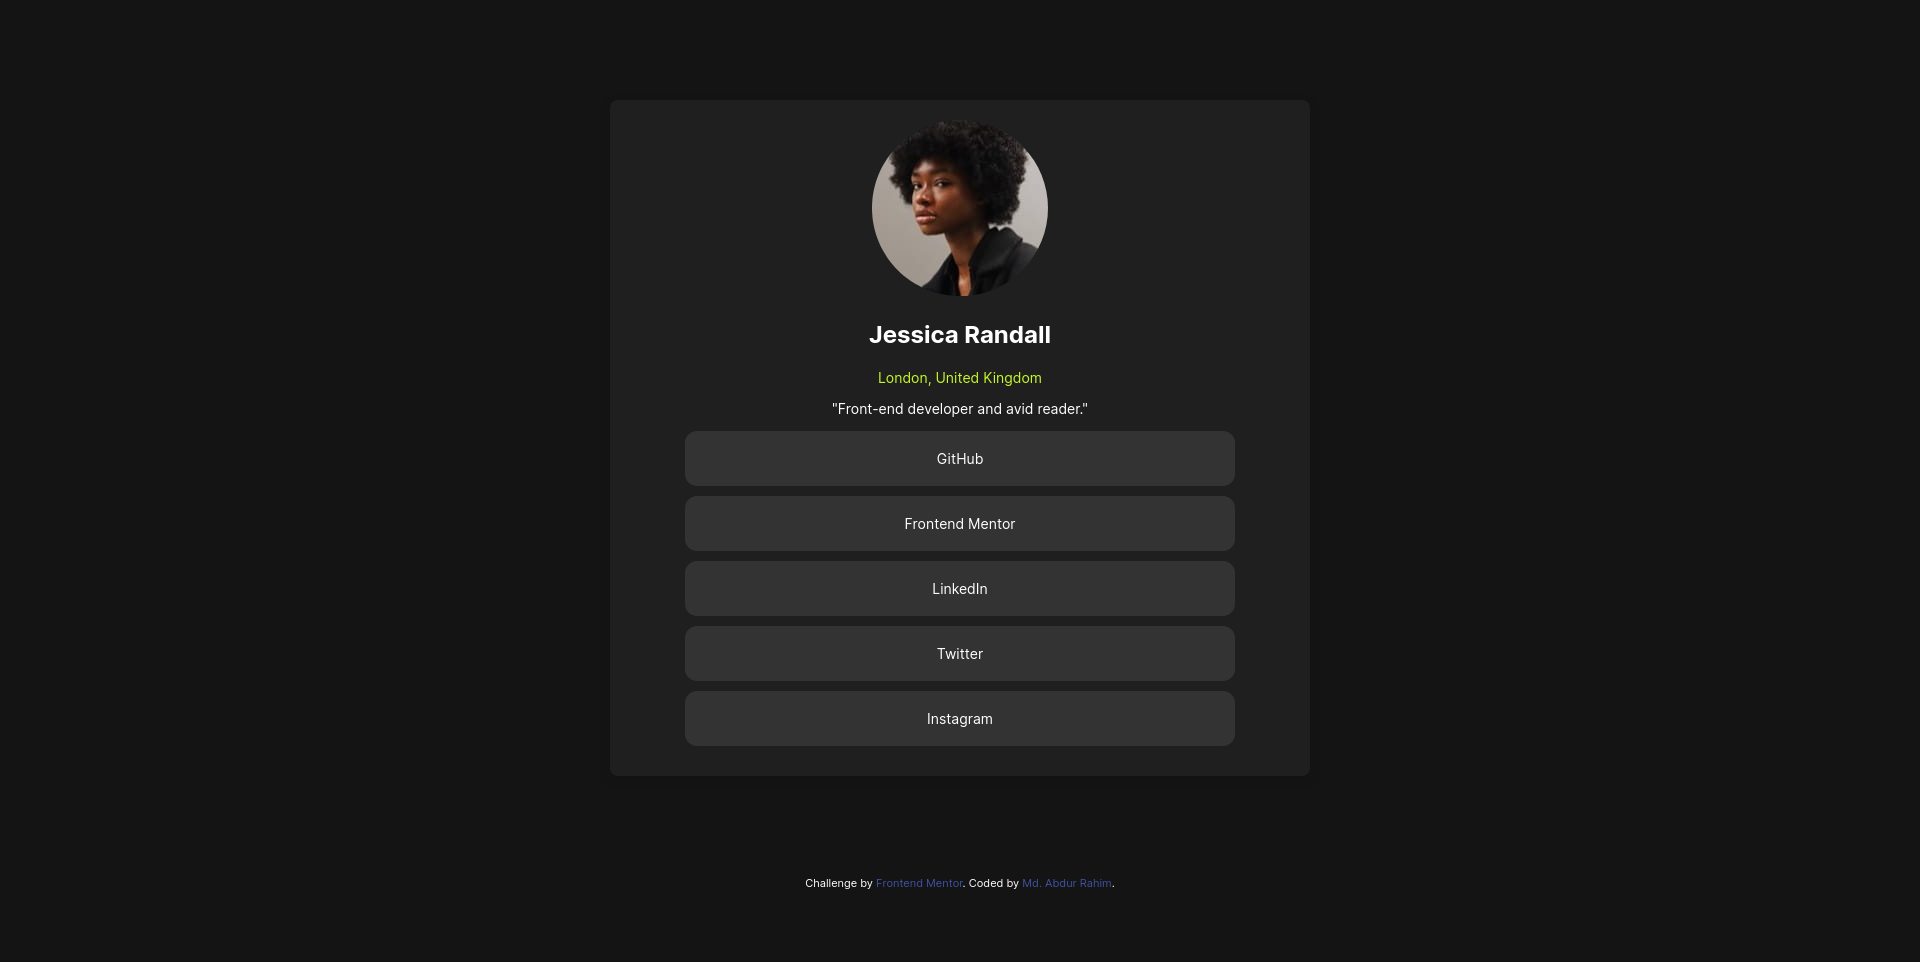 Jessica Randall
London, United Kingdom
"Front-end developer and avid reader."
GitHub
Frontend Mentor
LinkedIn
Twitter
Instagram
Challenge by Frontend Mentor. Coded by Md. Abdur Rahim.